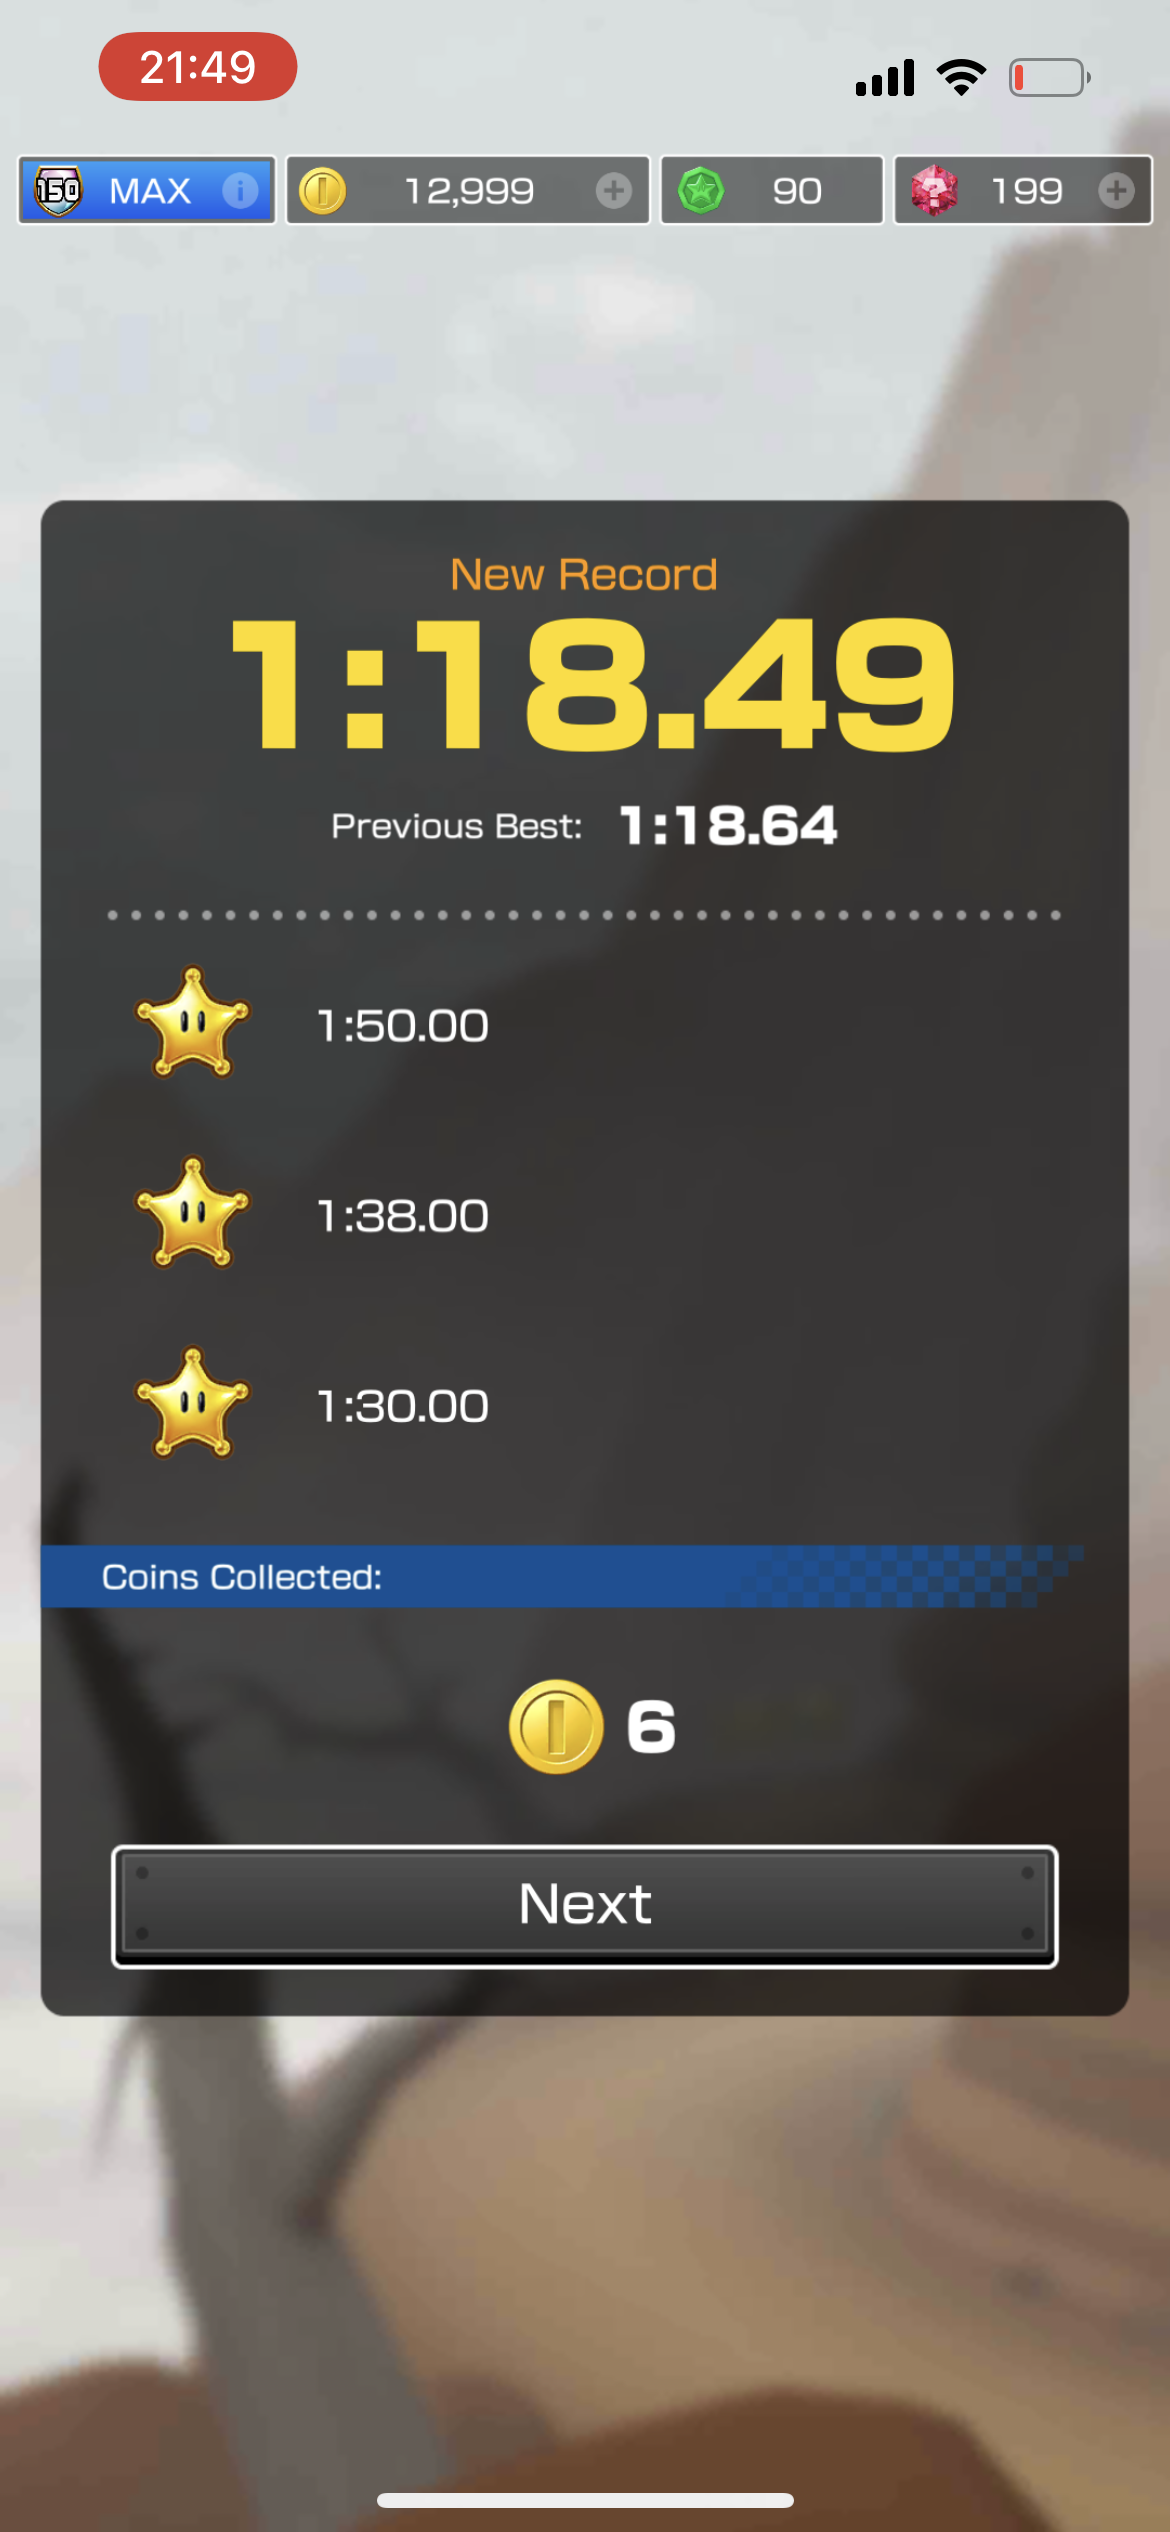 21:49
150 MAX i 12,999 + 90 ? 199 +
New Record
1:18.49
Previous Best: 1:18.64
1:50.00
1:38.00
1:30.00
Coins Collected:
6
Next